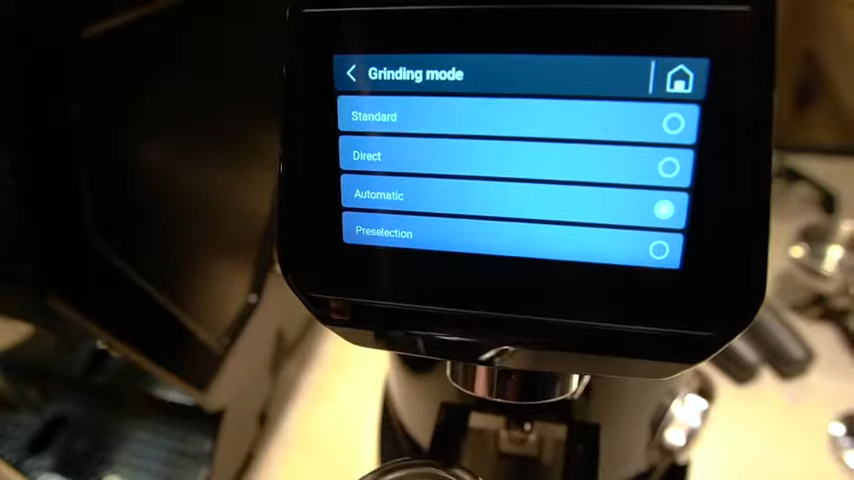 Grinding mode
Standard
Direct
Automatic
Preselection